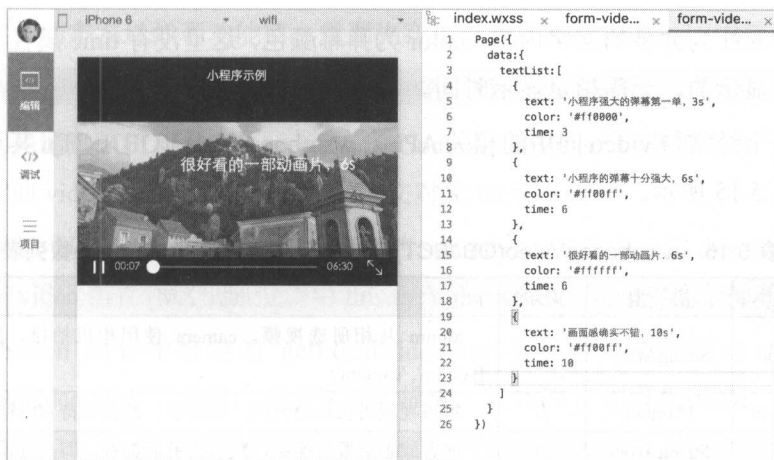 iPhone 6
wifi
index.wxss ×
form-vide... ×
form-vide... ×
编辑
调试
项目
小程序示例
很好看的一部动画片，6s
00:07
06:30
1 Page({
2 data:{
3 textList:[
4
5 text: '小程序强大的弹幕第一单，3s',
6 color: '#ff0000',
7 time: 3
8 },
9 {
10 text: '小程序的弹幕十分强大，6s',
11 color: '#ff00ff',
12 time: 6
13 },
14 {
15 text: '很好看的一部动画片，6s',
16 color: '#ffffff',
17 time: 6
18 },
19 {
20 text: '画面感确实不错，10s',
21 color: '#ff00ff',
22 time: 10
23 }
24 ]
25 }
26 })